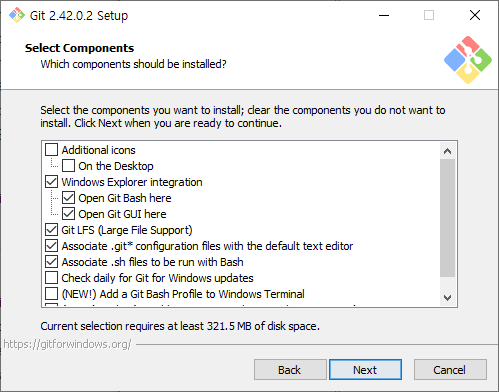 Git 2.42.0.2 Setup
Select Components
Which components should be installed?
Select the components you want to install; clear the components you do not want to
install. Click Next when you are ready to continue.
Additional icons
On the Desktop
Windows Explorer integration
Open Git Bash here
Open Git GUI here
Git LFS (Large File Support)
Associate .git* configuration files with the default text editor
Associate .sh files to be run with Bash
Check daily for Git for Windows updates
(NEW!) Add a Git Bash Profile to Windows Terminal
Current selection requires at least 321.5 MB of disk space.
https://gitforwindows.org/
Back
Next
Cancel